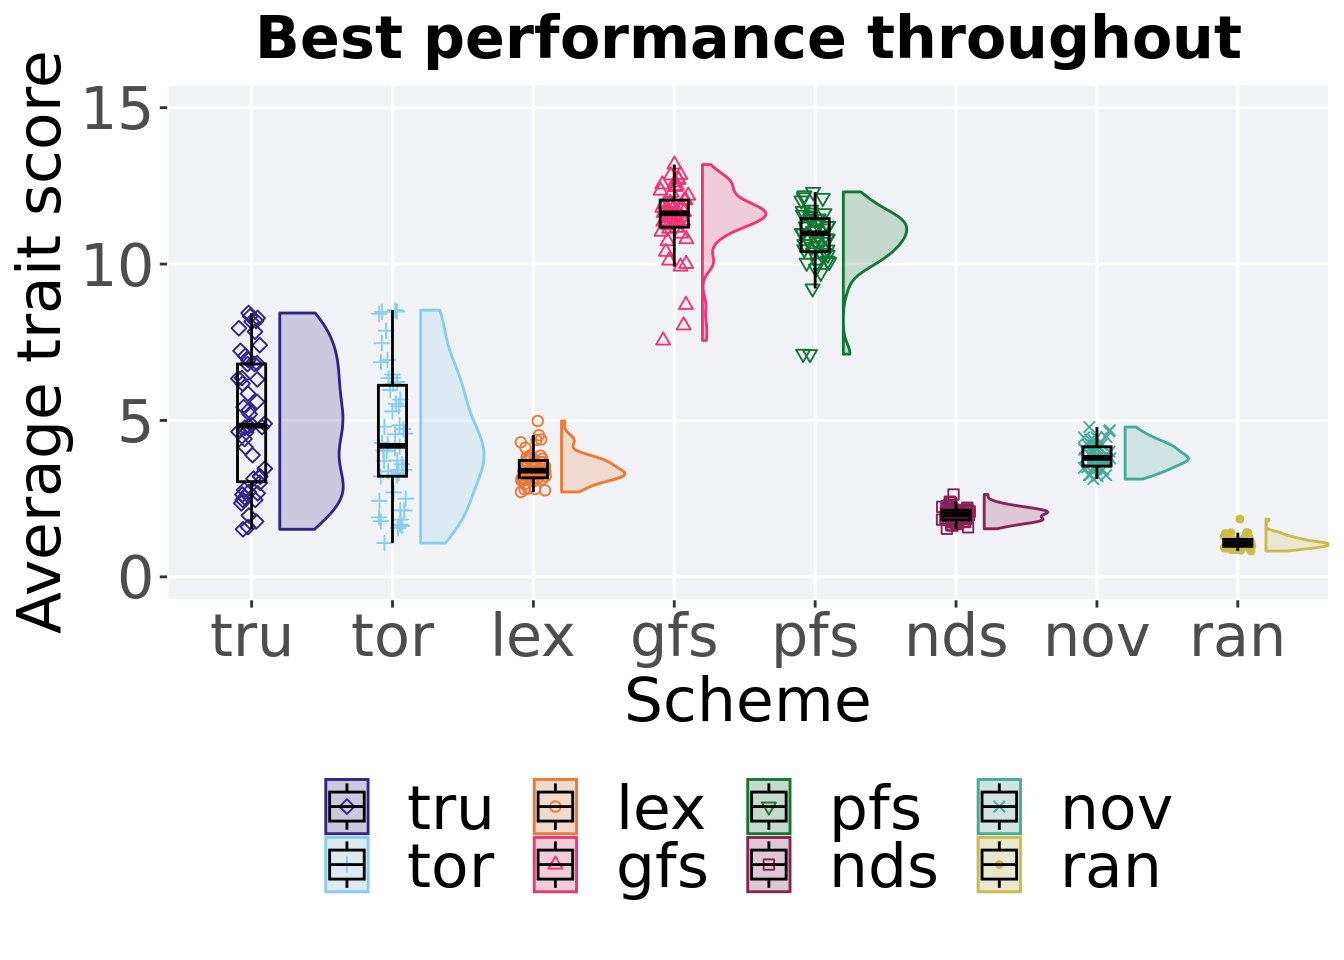 Best performance throughout
Average trait score
15
10
5
0
tru tor lex gfs pfs nds nov ran
Scheme
tru lex pfs nov
tor gfs nds ran